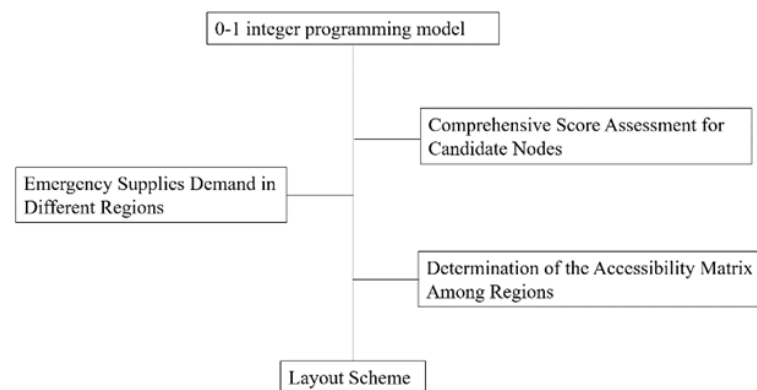 0-1 integer programming model
Comprehensive Score Assessment for
Candidate Nodes
Emergency Supplies Demand in
Different Regions
Determination of the Accessibility Matrix
Among Regions
Layout Scheme